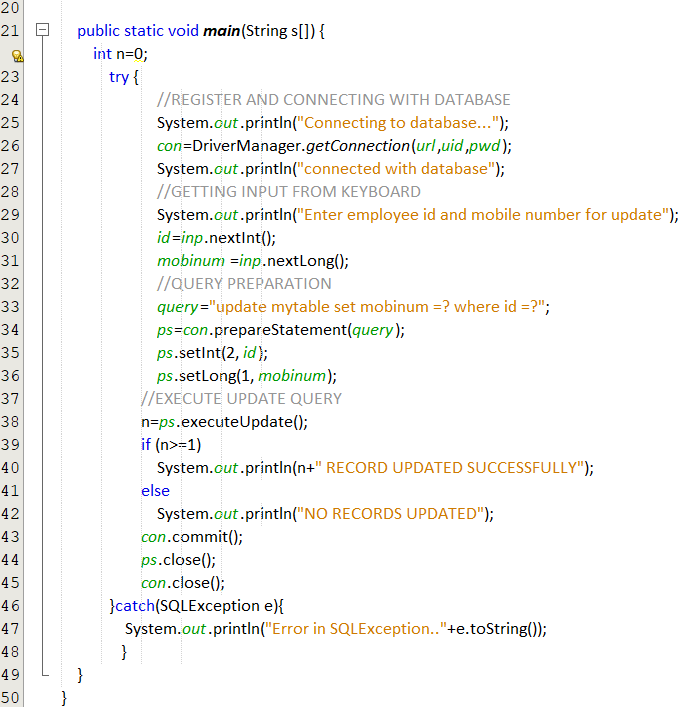 20
21 public static void main(String s[]) {
int n=0;
23 try {
24 //REGISTER AND CONNECTING WITH DATABASE
25 System.out.println("Connecting to database...");
26 con=DriverManager.getConnection(url,uid,pwd);
27 System.out.println("connected with database");
28 //GETTING INPUT FROM KEYBOARD
29 System.out.println("Enter employee id and mobile number for update");
30 id=inp.nextInt();
31 mobinum =inp.nextLong();
32 //QUERY PREPARATION
33 query="update mytable set mobinum =? where id =?";
34 ps=con.prepareStatement(query);
35 ps.setInt(2, id);
36 ps.setLong(1, mobinum);
37 //EXECUTE UPDATE QUERY
38 n=ps.executeUpdate();
39 if (n>=1)
40 System.out.println(n+" RECORD UPDATED SUCCESSFULLY");
41 else
42 System.out.println("NO RECORDS UPDATED");
43 con.commit();
44 ps.close();
45 con.close();
46 }catch(SQLException e){
47 System.out.println("Error in SQLException.."+e.toString());
48 }
49 }
50 }